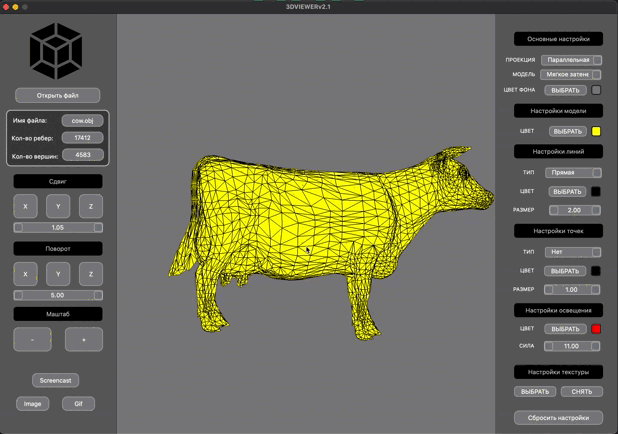 3DVIEWERv2.1
Открыть файл
Имя файла: cow.obj
Кол-во ребер: 17412
Кол-во вершин: 4583
Сдвиг
X Y Z
1.05
Поворот
X Y Z
5.00
Маштаб
- +
Screencast
Image Gif
Основные настройки
ПРОЕКЦИЯ Параллельная
МОДЕЛЬ Мягкое затене
ЦВЕТ ФОНА ВЫБРАТЬ
Настройки модели
ЦВЕТ ВЫБРАТЬ
Настройки линий
ТИП Прямая
ЦВЕТ ВЫБРАТЬ
РАЗМЕР 2.00
Настройки точек
ТИП Нет
ЦВЕТ ВЫБРАТЬ
РАЗМЕР 1.00
Настройки освещения
ЦВЕТ ВЫБРАТЬ
СИЛА 11.00
Настройки текстуры
ВЫБРАТЬ СНЯТЬ
Сбросить настройки